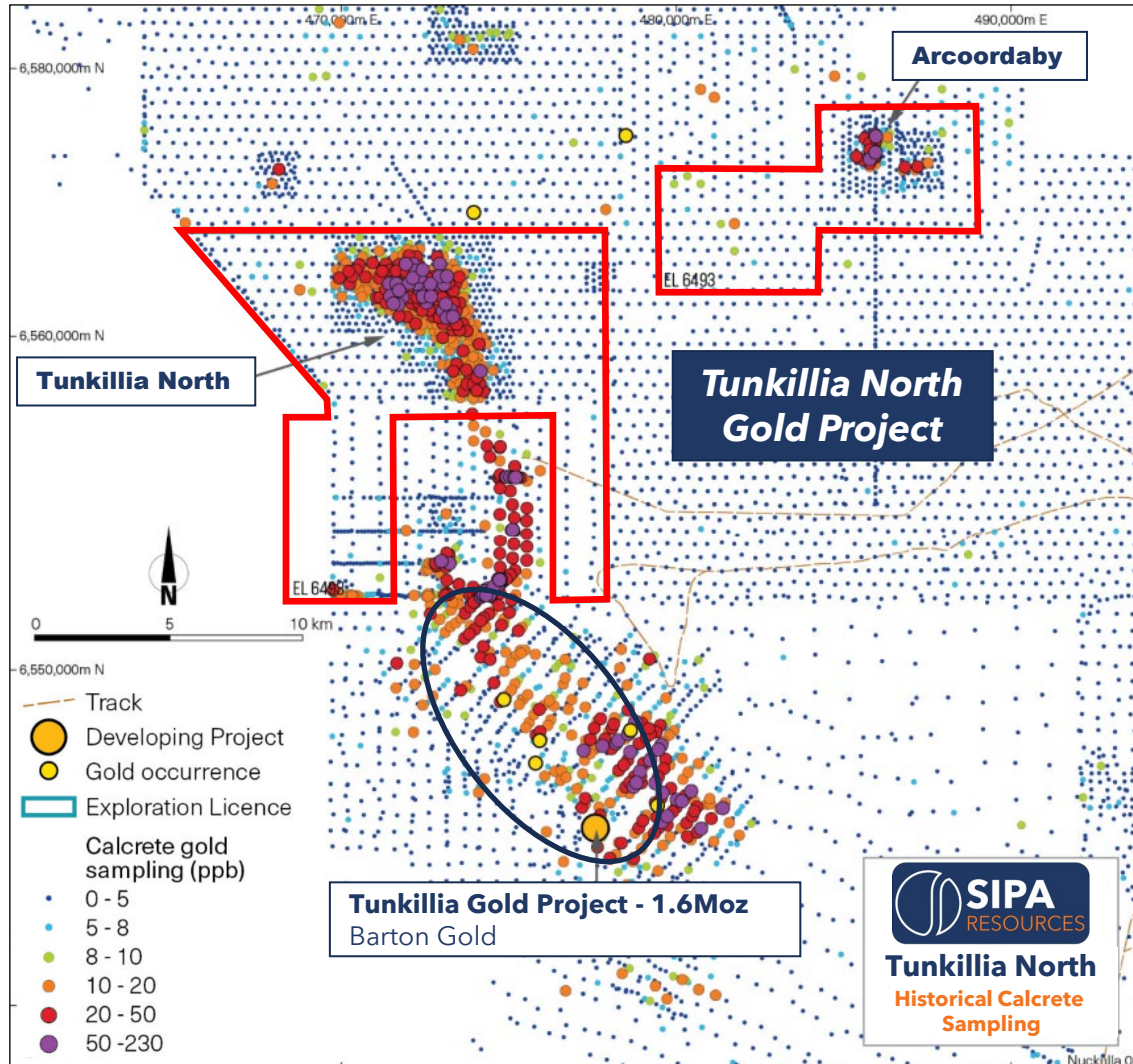 470,000m E
480,000m E
490,000m E
6,580,000m N
Arcoordaby
EL 6493
6,560,000m N
Tunkillia North
Tunkillia North
Gold Project
N
EL 6493
0 5 10 km
6,550,000m N
Track
Developing Project
Gold occurrence
Exploration Licence
Calcrete gold
sampling (ppb)
0 - 5
5 - 8
8 - 10
10 - 20
20 - 50
50 -230
Tunkillia Gold Project - 1.6Moz
Barton Gold
SIPA
RESOURCES
Tunkillia North
Historical Calcrete
Sampling